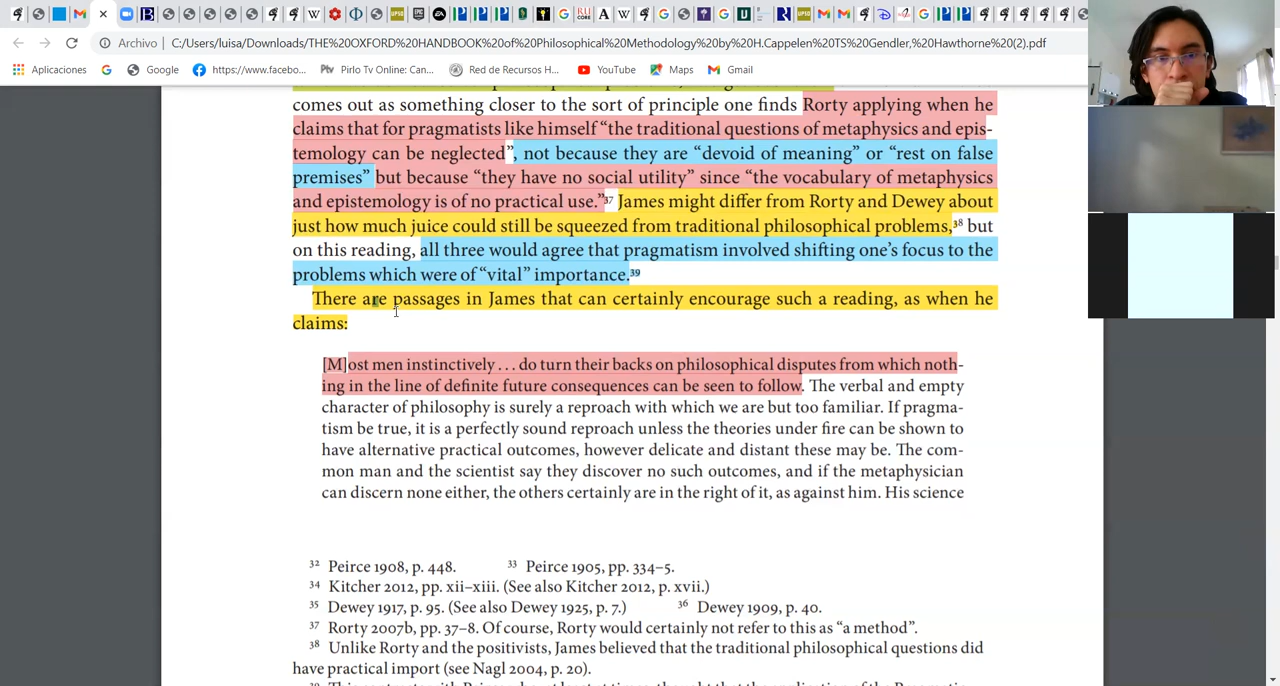 Archivo | C:/Users/luisa/Downloads/THE%20OXFORD%20HANDBOOK%20of%20Philosophical%20Methodology%20by%20H.Cappelen%20TS%20Gendler,%20Hawthorne%20(2).pdf
Aplicaciones Google https://www.facebo... Pirlo Tv Online: Can... Red de Recursos H... YouTube Maps Gmail
comes out as something closer to the sort of principle one finds Rorty applying when he
claims that for pragmatists like himself “the traditional questions of metaphysics and epis-
temology can be neglected”, not because they are “devoid of meaning” or “rest on false
premises” but because “they have no social utility” since “the vocabulary of metaphysics
and epistemology is of no practical use.”37 James might differ from Rorty and Dewey about
just how much juice could still be squeezed from traditional philosophical problems,38 but
on this reading, all three would agree that pragmatism involved shifting one’s focus to the
problems which were of “vital” importance.39
There are passages in James that can certainly encourage such a reading, as when he
claims:
[M]ost men instinctively . . . do turn their backs on philosophical disputes from which noth-
ing in the line of definite future consequences can be seen to follow. The verbal and empty
character of philosophy is surely a reproach with which we are but too familiar. If pragma-
tism be true, it is a perfectly sound reproach unless the theories under fire can be shown to
have alternative practical outcomes, however delicate and distant these may be. The com-
mon man and the scientist say they discover no such outcomes, and if the metaphysician
can discern none either, the others certainly are in the right of it, as against him. His science
32 Peirce 1908, p. 448. 33 Peirce 1905, pp. 334–5.
34 Kitcher 2012, pp. xii–xiii. (See also Kitcher 2012, p. xvii.)
35 Dewey 1917, p. 95. (See also Dewey 1925, p. 7.) 36 Dewey 1909, p. 40.
37 Rorty 2007b, pp. 37–8. Of course, Rorty would certainly not refer to this as “a method”.
38 Unlike Rorty and the positivists, James believed that the traditional philosophical questions did
have practical import (see Nagl 2004, p. 20).